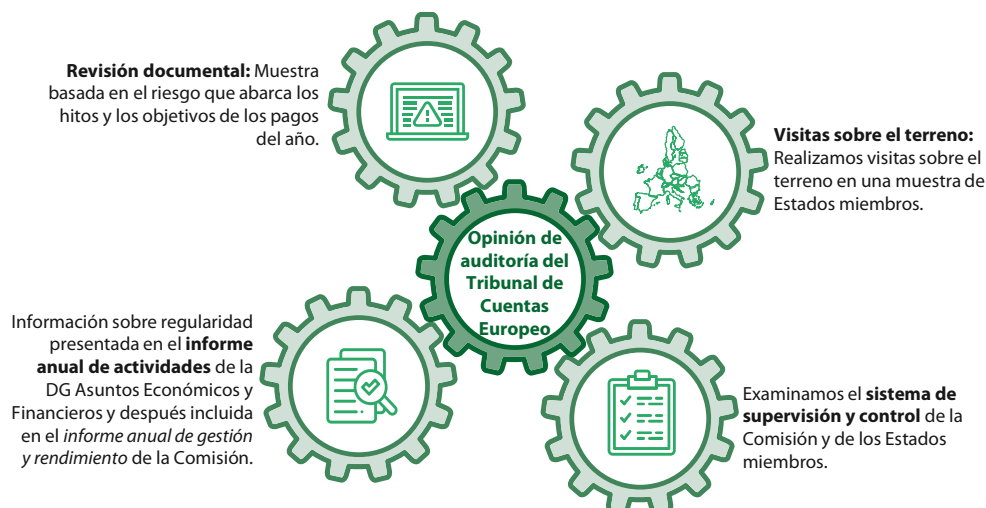 Revisión documental: Muestra
basada en el riesgo que abarca los
hitos y los objetivos de los pagos
del año.
Visitas sobre el terreno:
Realizamos visitas sobre el
terreno en una muestra de
Estados miembros.
Opinión de
auditoría del
Tribunal de
Cuentas
Europeo
Información sobre regularidad
presentada en el informe
anual de actividades de la
DG Asuntos Económicos y
Financieros y después incluida
en el informe anual de gestión
y rendimiento de la Comisión.
Examinamos el sistema de
supervisión y control de la
Comisión y de los Estados
miembros.